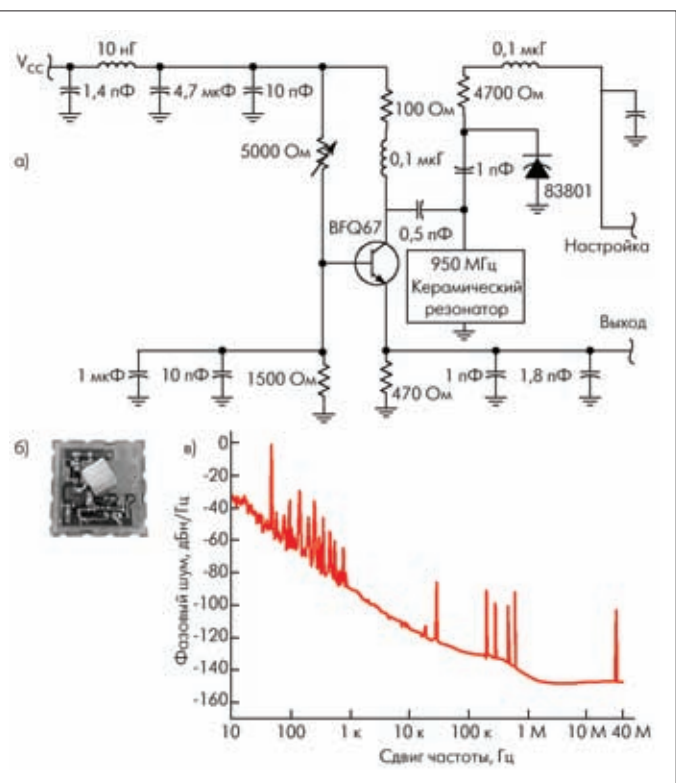 а)
V_CC
10 нГ
1,4 пФ
4,7 мкФ
10 пФ
5000 Ом
100 Ом
0,1 мкГ
0,1 мкГ
4700 Ом
1 пФ
83801
BFQ67
0,5 пФ
950 МГц
Керамический
резонатор
Настройка
Выход
1 мкФ
10 пФ
1500 Ом
470 Ом
1 пФ
1,8 пФ
б)
в)
Фазовый шум, дБн/Гц
0
-20
-40
-60
-80
-100
-120
-140
-160
10
100
1 к
10 к
100 к
1 М
10 М
40 М
Сдвиг частоты, Гц